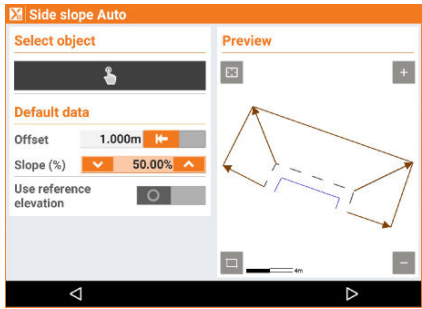 Side slope Auto
Select object
Preview
Default data
Offset 1.000m
Slope (%) 50.00%
Use reference
elevation
4m